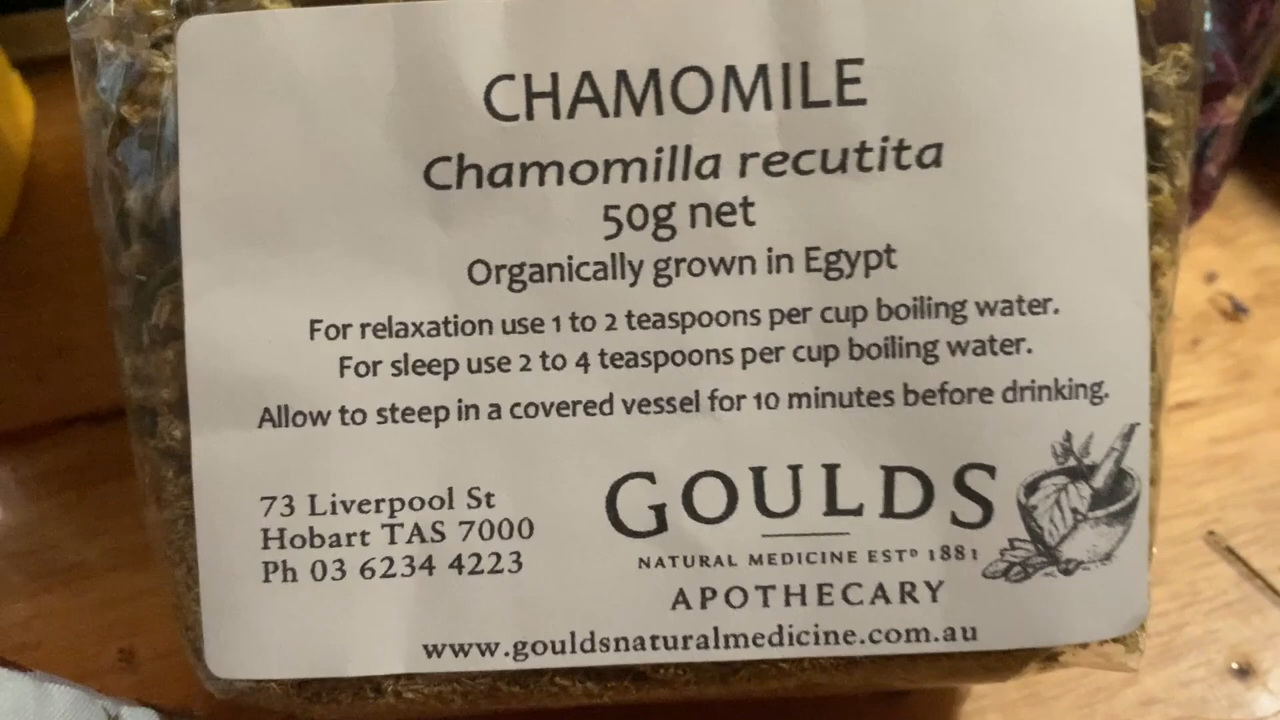 CHAMOMILE
Chamomilla recutita
50g net
Organically grown in Egypt
For relaxation use 1 to 2 teaspoons per cup boiling water.
For sleep use 2 to 4 teaspoons per cup boiling water.
Allow to steep in a covered vessel for 10 minutes before drinking.
73 Liverpool St
Hobart TAS 7000
Ph 03 6234 4223
GOULDS
NATURAL MEDICINE ESTᴰ 1881
APOTHECARY
www.gouldsnaturalmedicine.com.au